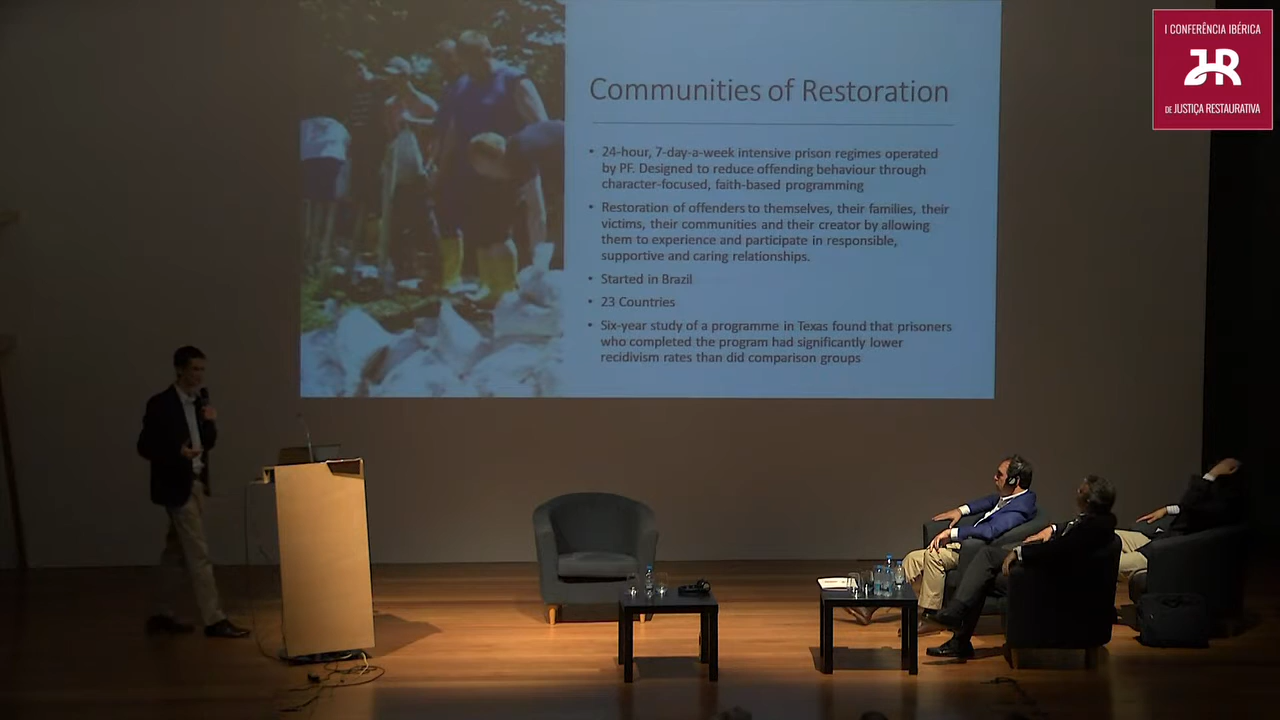 I CONFERÊNCIA IBÉRICA
JR
DE JUSTIÇA RESTAURATIVA
Communities of Restoration
• 24-hour, 7-day-a-week intensive prison regimes operated
by PF. Designed to reduce offending behaviour through
character-focused, faith-based programming
• Restoration of offenders to themselves, their families, their
victims, their communities and their creator by allowing
them to experience and participate in responsible,
supportive and caring relationships.
• Started in Brazil
• 23 Countries
• Six-year study of a programme in Texas found that prisoners
who completed the program had significantly lower
recidivism rates than did comparison groups